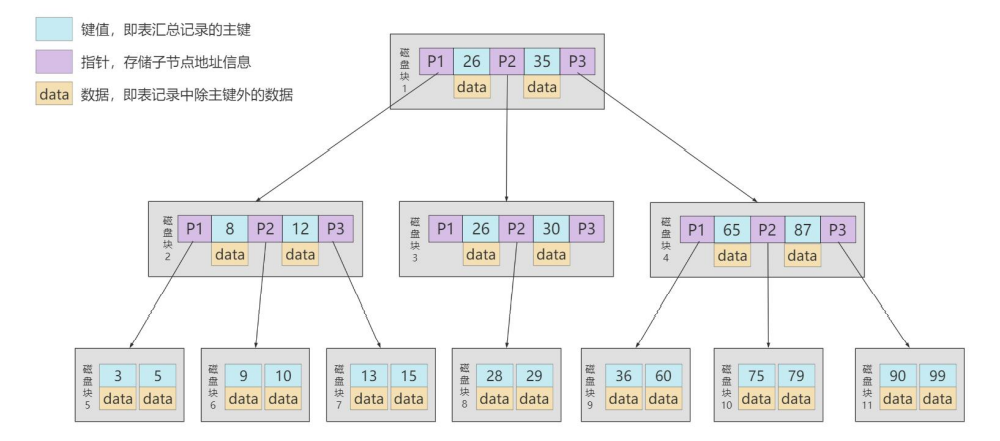 键值，即表汇总记录的主键
指针，存储子节点地址信息
data 数据，即表记录中除主键外的数据
磁盘块1 P1 26 P2 35 P3
data data
磁盘块2 P1 8 P2 12 P3
data data
磁盘块3 P1 26 P2 30 P3
data data
磁盘块4 P1 65 P2 87 P3
data data
磁盘块5 3 5
data data
磁盘块6 9 10
data data
磁盘块7 13 15
data data
磁盘块8 28 29
data data
磁盘块9 36 60
data data
磁盘块10 75 79
data data
磁盘块11 90 99
data data